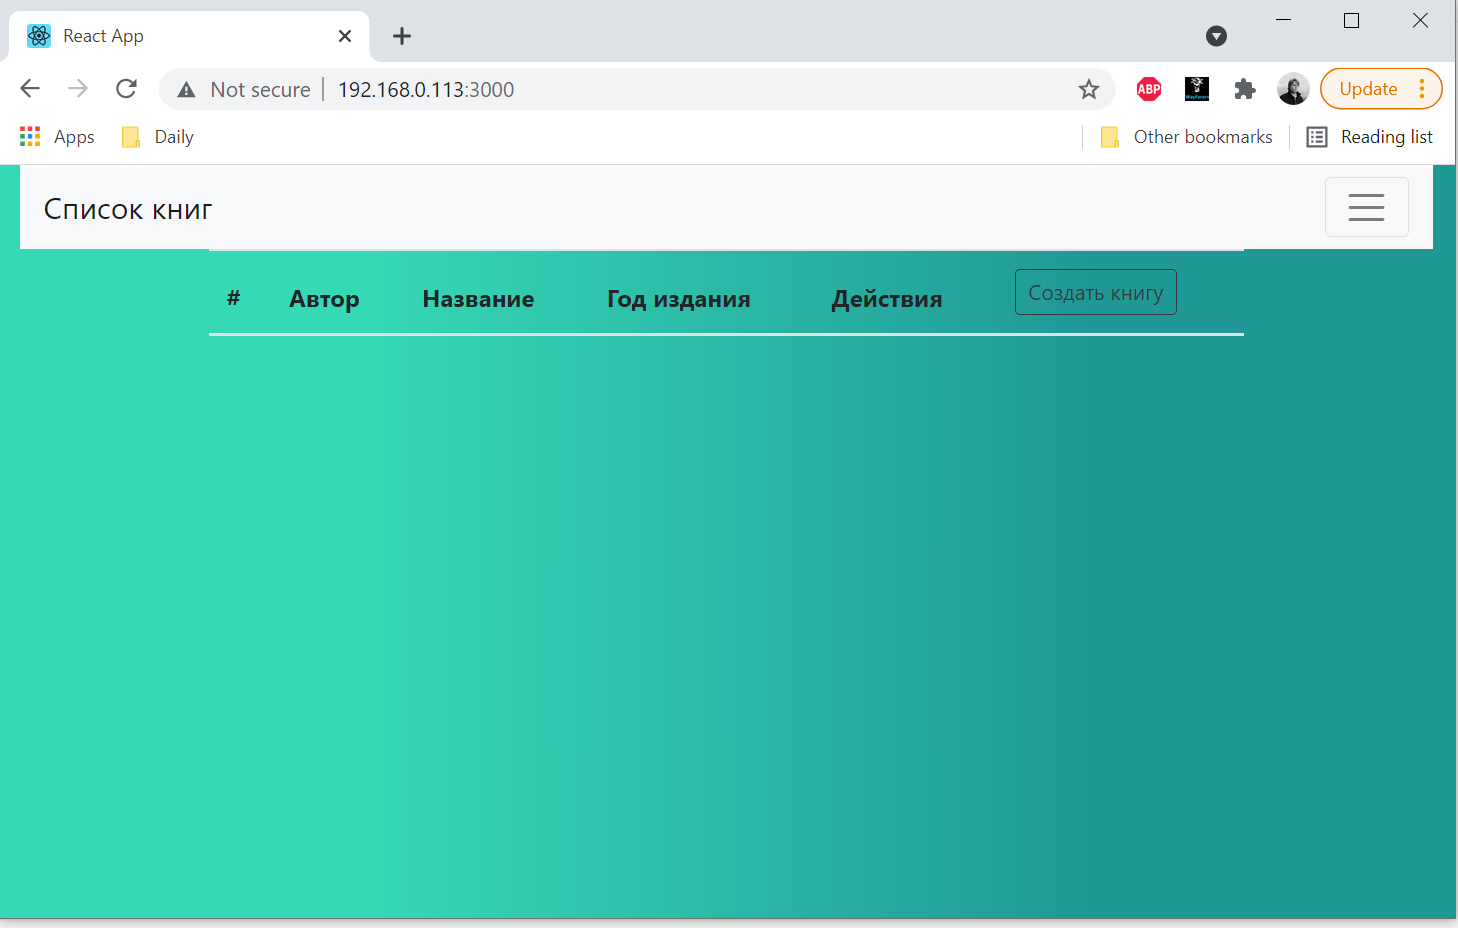 React App
Not secure 192.168.0.113:3000
ABP
Update
Apps Daily Other bookmarks Reading list
Список книг
# Автор Название Год издания Действия Создать книгу